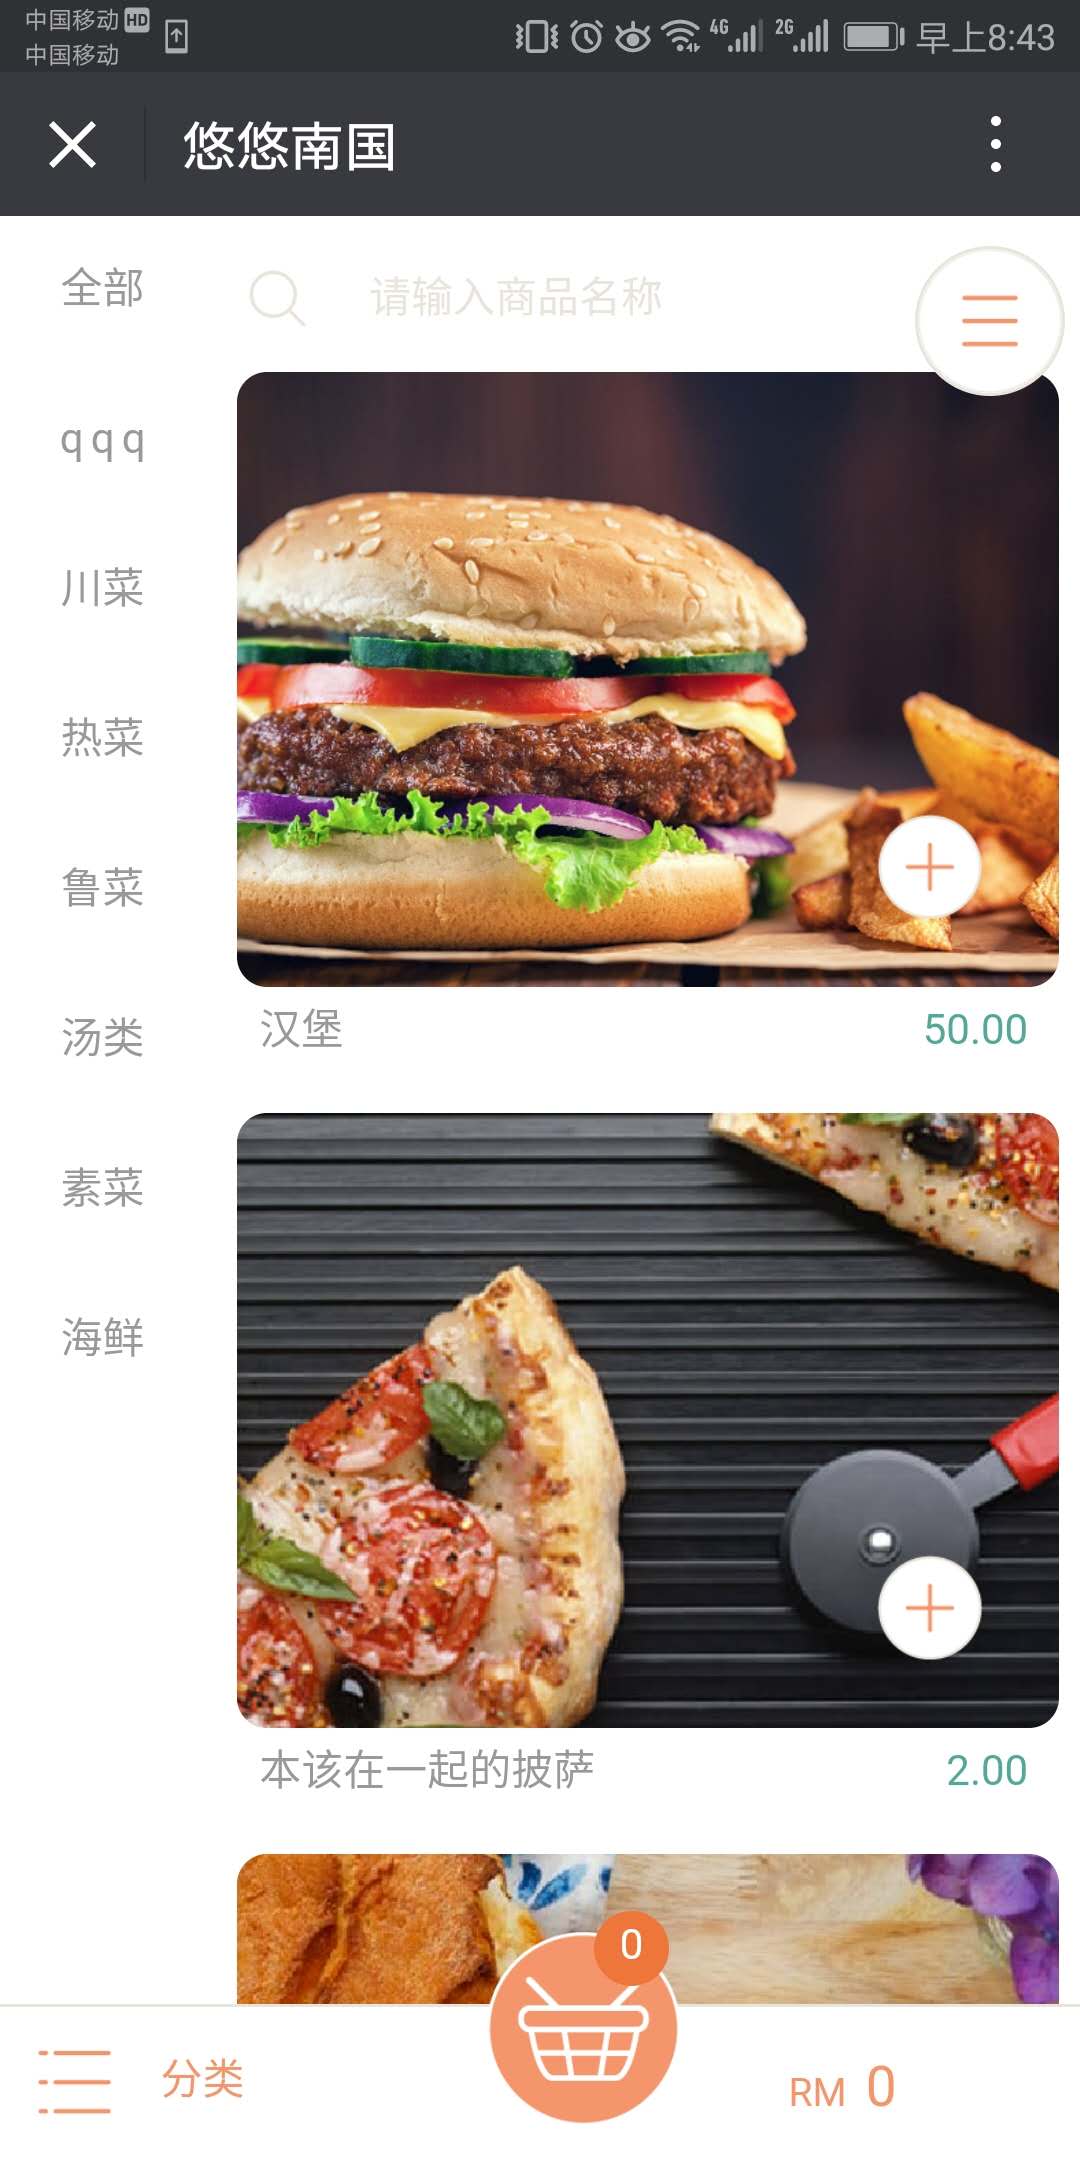 中国移动 HD
中国移动
4G 2G 早上8:43
悠悠南国
全部
请输入商品名称
qqq
川菜
热菜
鲁菜
汤类
素菜
海鲜
汉堡 50.00
本该在一起的披萨 2.00
0
分类
RM 0